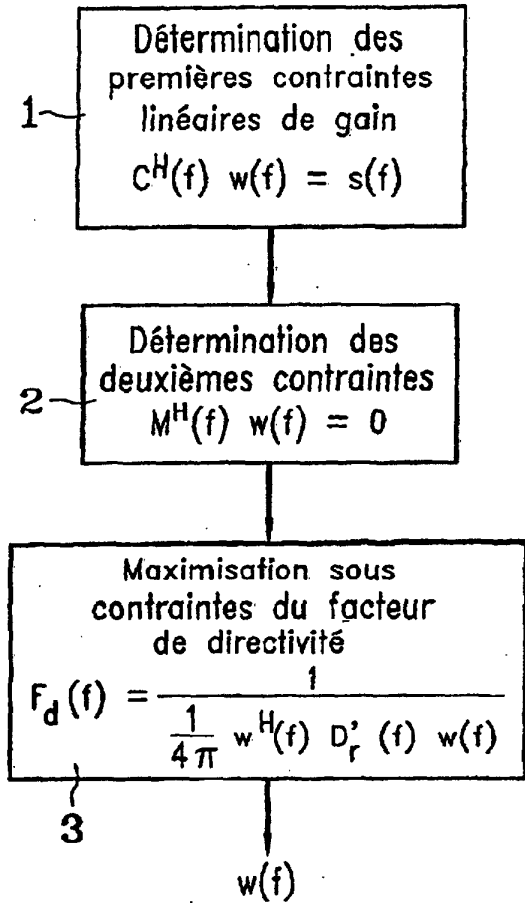 Détermination des
premières contraintes
linéaires de gain
1
C^H(f) w(f) = s(f)
Détermination des
deuxièmes contraintes
2
M^H(f) w(f) = 0
Maximisation sous
contraintes du facteur
de directivité
F_d(f) = 1 / (1/4π w^H(f) D'_r (f) w(f))
3
w(f)